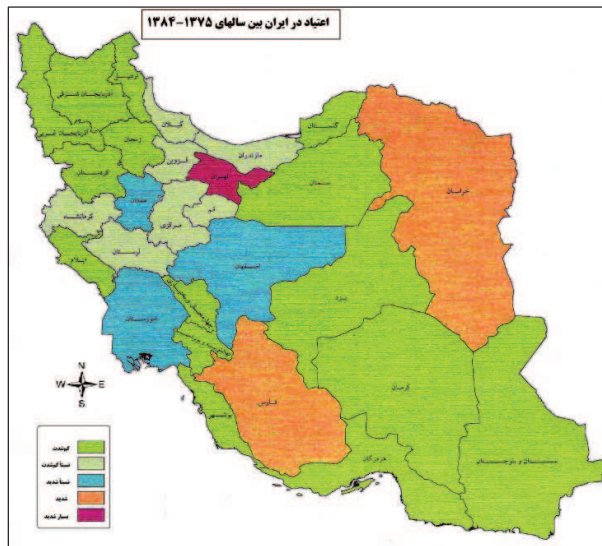 اعتیاد در ایران بین سالهای ۱۳۷۵-۱۳۸۴
اردبیل
آذربایجان شرقی
آذربایجان غربی
گیلان
زنجان
گلستان
مازندران
قزوین
تهران
کردستان
سمنان
خراسان
همدان
قم
کرمانشاه
مرکزی
لرستان
ایلام
اصفهان
یزد
خوزستان
کرمان
فارس
بوشهر
هرمزگان
سیستان و بلوچستان
N
W
E
S
کم‌شدت
نسبتاً کم‌شدت
نسبتاً شدید
شدید
بسیار شدید